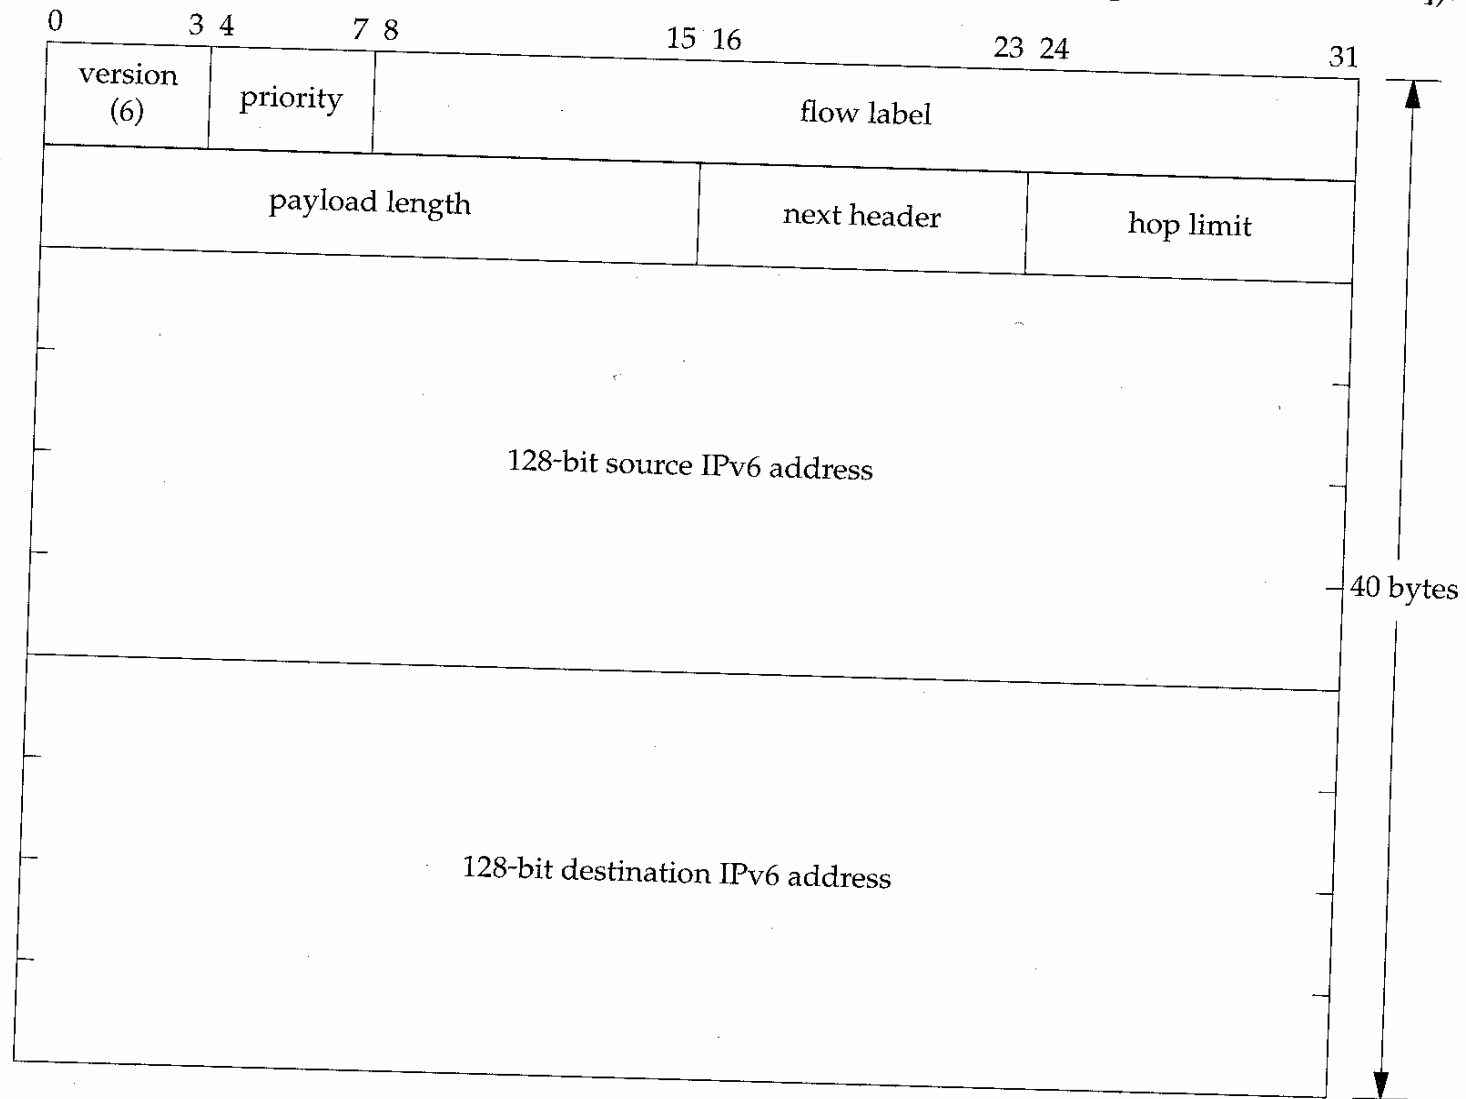 0 3 4 7 8 15 16 23 24 31
version
(6)
priority
flow label
payload length
next header
hop limit
128-bit source IPv6 address
40 bytes
128-bit destination IPv6 address